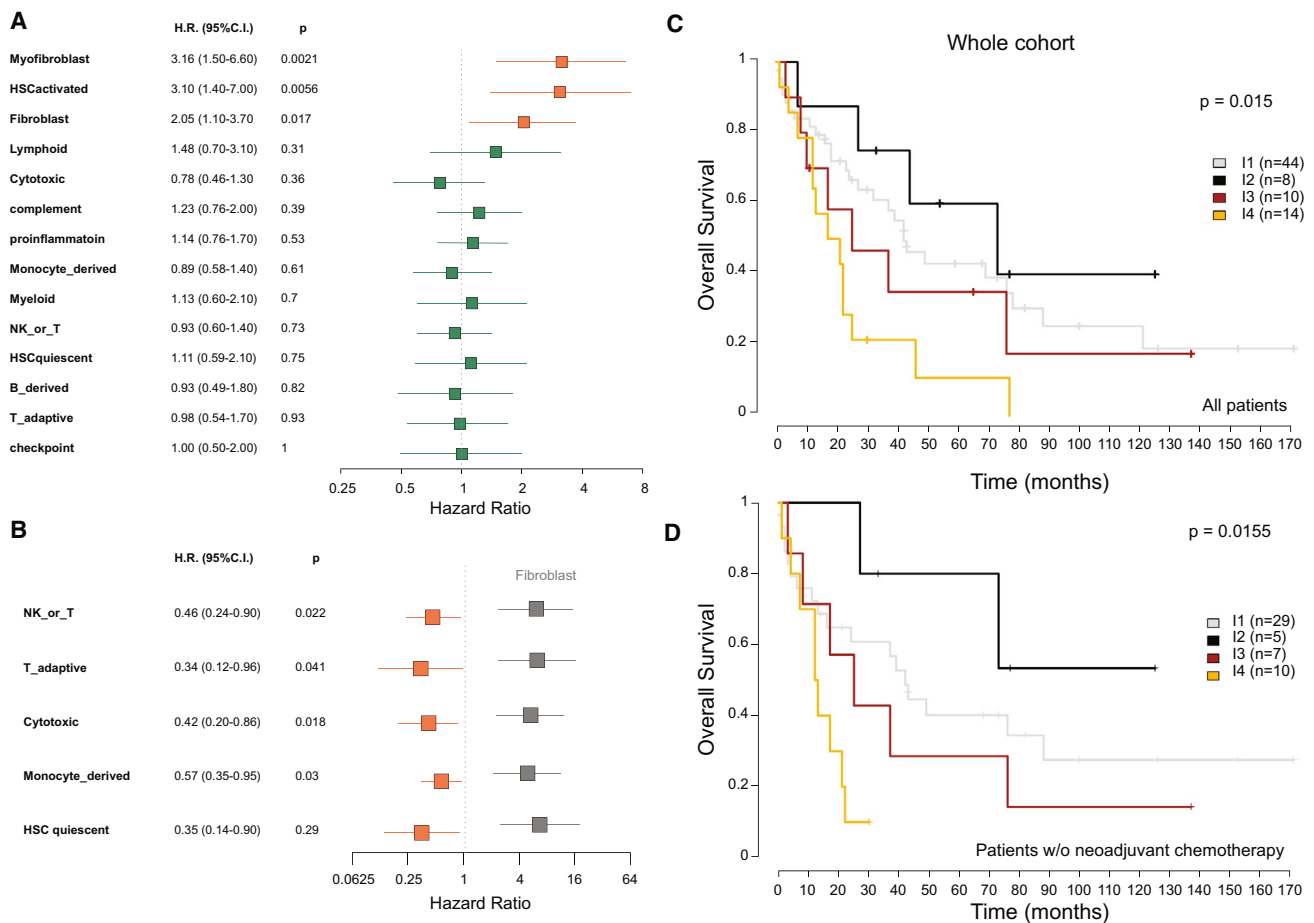 A
H.R. (95%C.I.) p
Myofibroblast 3.16 (1.50-6.60) 0.0021
HSCactivated 3.10 (1.40-7.00) 0.0056
Fibroblast 2.05 (1.10-3.70 0.017
Lymphoid 1.48 (0.70-3.10) 0.31
Cytotoxic 0.78 (0.46-1.30 0.36
complement 1.23 (0.76-2.00) 0.39
proinflammatoin 1.14 (0.76-1.70) 0.53
Monocyte_derived 0.89 (0.58-1.40) 0.61
Myeloid 1.13 (0.60-2.10) 0.7
NK_or_T 0.93 (0.60-1.40) 0.73
HSCquiescent 1.11 (0.59-2.10) 0.75
B_derived 0.93 (0.49-1.80) 0.82
T_adaptive 0.98 (0.54-1.70) 0.93
checkpoint 1.00 (0.50-2.00) 1
0.25 0.5 1 2 4 8
Hazard Ratio
B
H.R. (95%C.I.) p
Fibroblast
NK_or_T 0.46 (0.24-0.90) 0.022
T_adaptive 0.34 (0.12-0.96) 0.041
Cytotoxic 0.42 (0.20-0.86) 0.018
Monocyte_derived 0.57 (0.35-0.95) 0.03
HSC quiescent 0.35 (0.14-0.90) 0.29
0.0625 0.25 1 4 16 64
Hazard Ratio
C
Whole cohort
p = 0.015
I1 (n=44)
I2 (n=8)
I3 (n=10)
I4 (n=14)
Overall Survival
1
0.8
0.6
0.4
0.2
0
All patients
0 10 20 30 40 50 60 70 80 90 100 110 120 130 140 150 160 170
Time (months)
D
p = 0.0155
I1 (n=29)
I2 (n=5)
I3 (n=7)
I4 (n=10)
Overall Survival
1
0.8
0.6
0.4
0.2
0
Patients w/o neoadjuvant chemotherapy
0 10 20 30 40 50 60 70 80 90 100 110 120 130 140 150 160 170
Time (months)